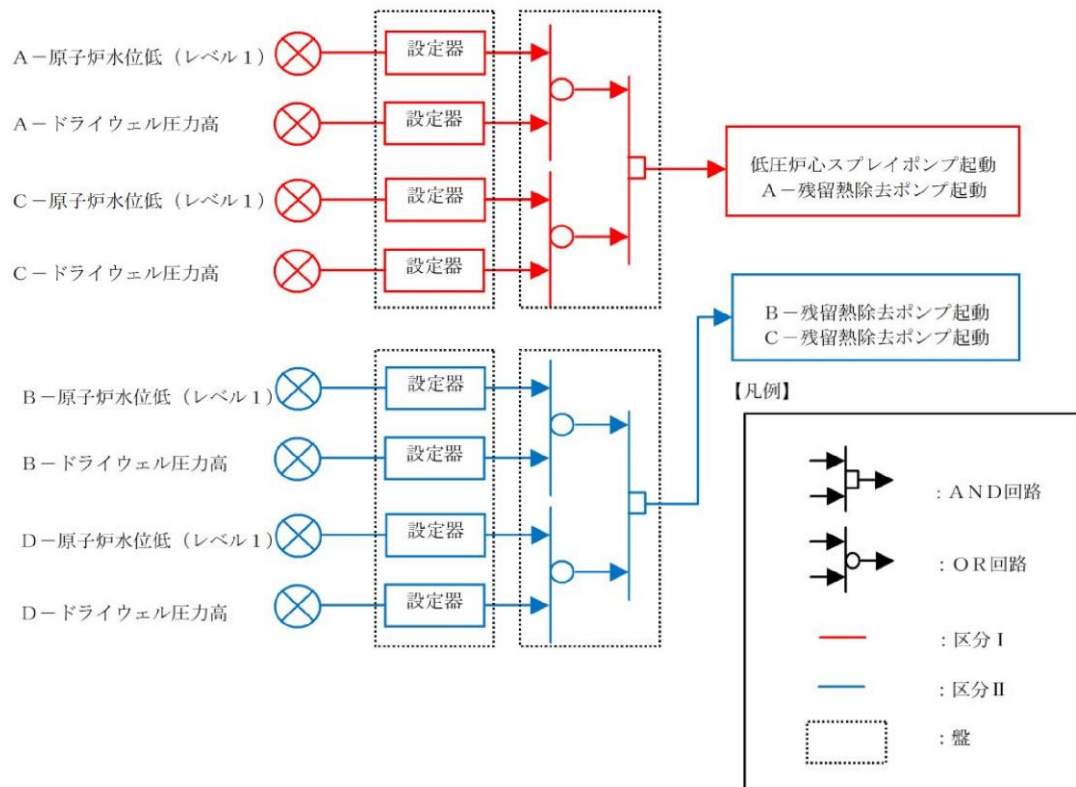 A－原子炉水位低（レベル１）
設定器
A－ドライウェル圧力高
設定器
C－原子炉水位低（レベル１）
設定器
C－ドライウェル圧力高
設定器
低圧炉心スプレイポンプ起動
A－残留熱除去ポンプ起動
B－原子炉水位低（レベル１）
設定器
B－ドライウェル圧力高
設定器
D－原子炉水位低（レベル１）
設定器
D－ドライウェル圧力高
設定器
B－残留熱除去ポンプ起動
C－残留熱除去ポンプ起動
【凡例】
：ＡＮＤ回路
：ＯＲ回路
：区分Ⅰ
：区分Ⅱ
：盤